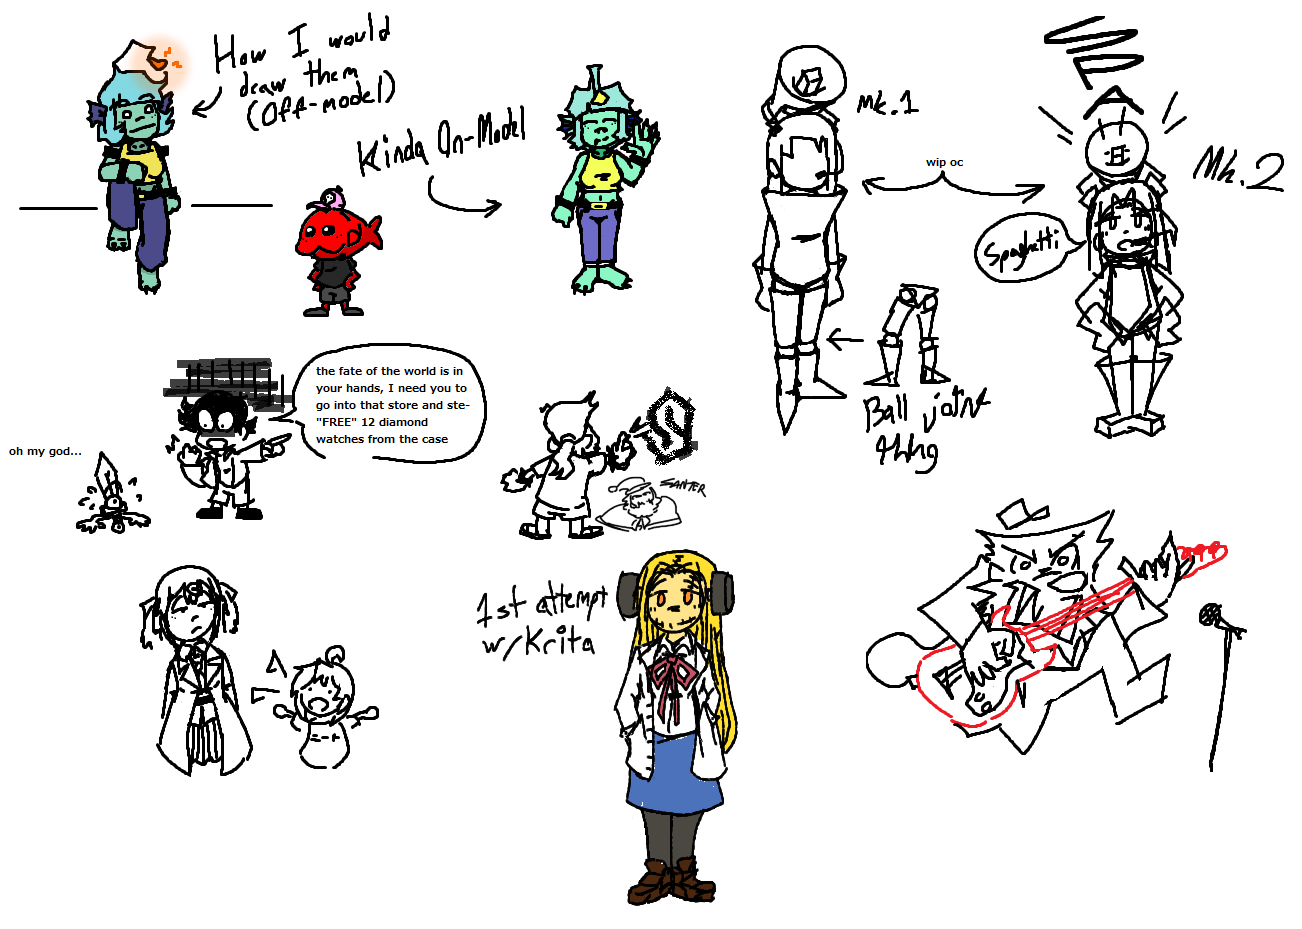 How I would
draw them
(Off-model)
Kinda On-Model
Mk.1
wip oc
Mk.2
Spaghetti
Ball joint
thing
the fate of the world is in
your hands, I need you to
go into that store and ste-
"FREE" 12 diamond
watches from the case
oh my god...
SANTER
1st attempt
w/Krita